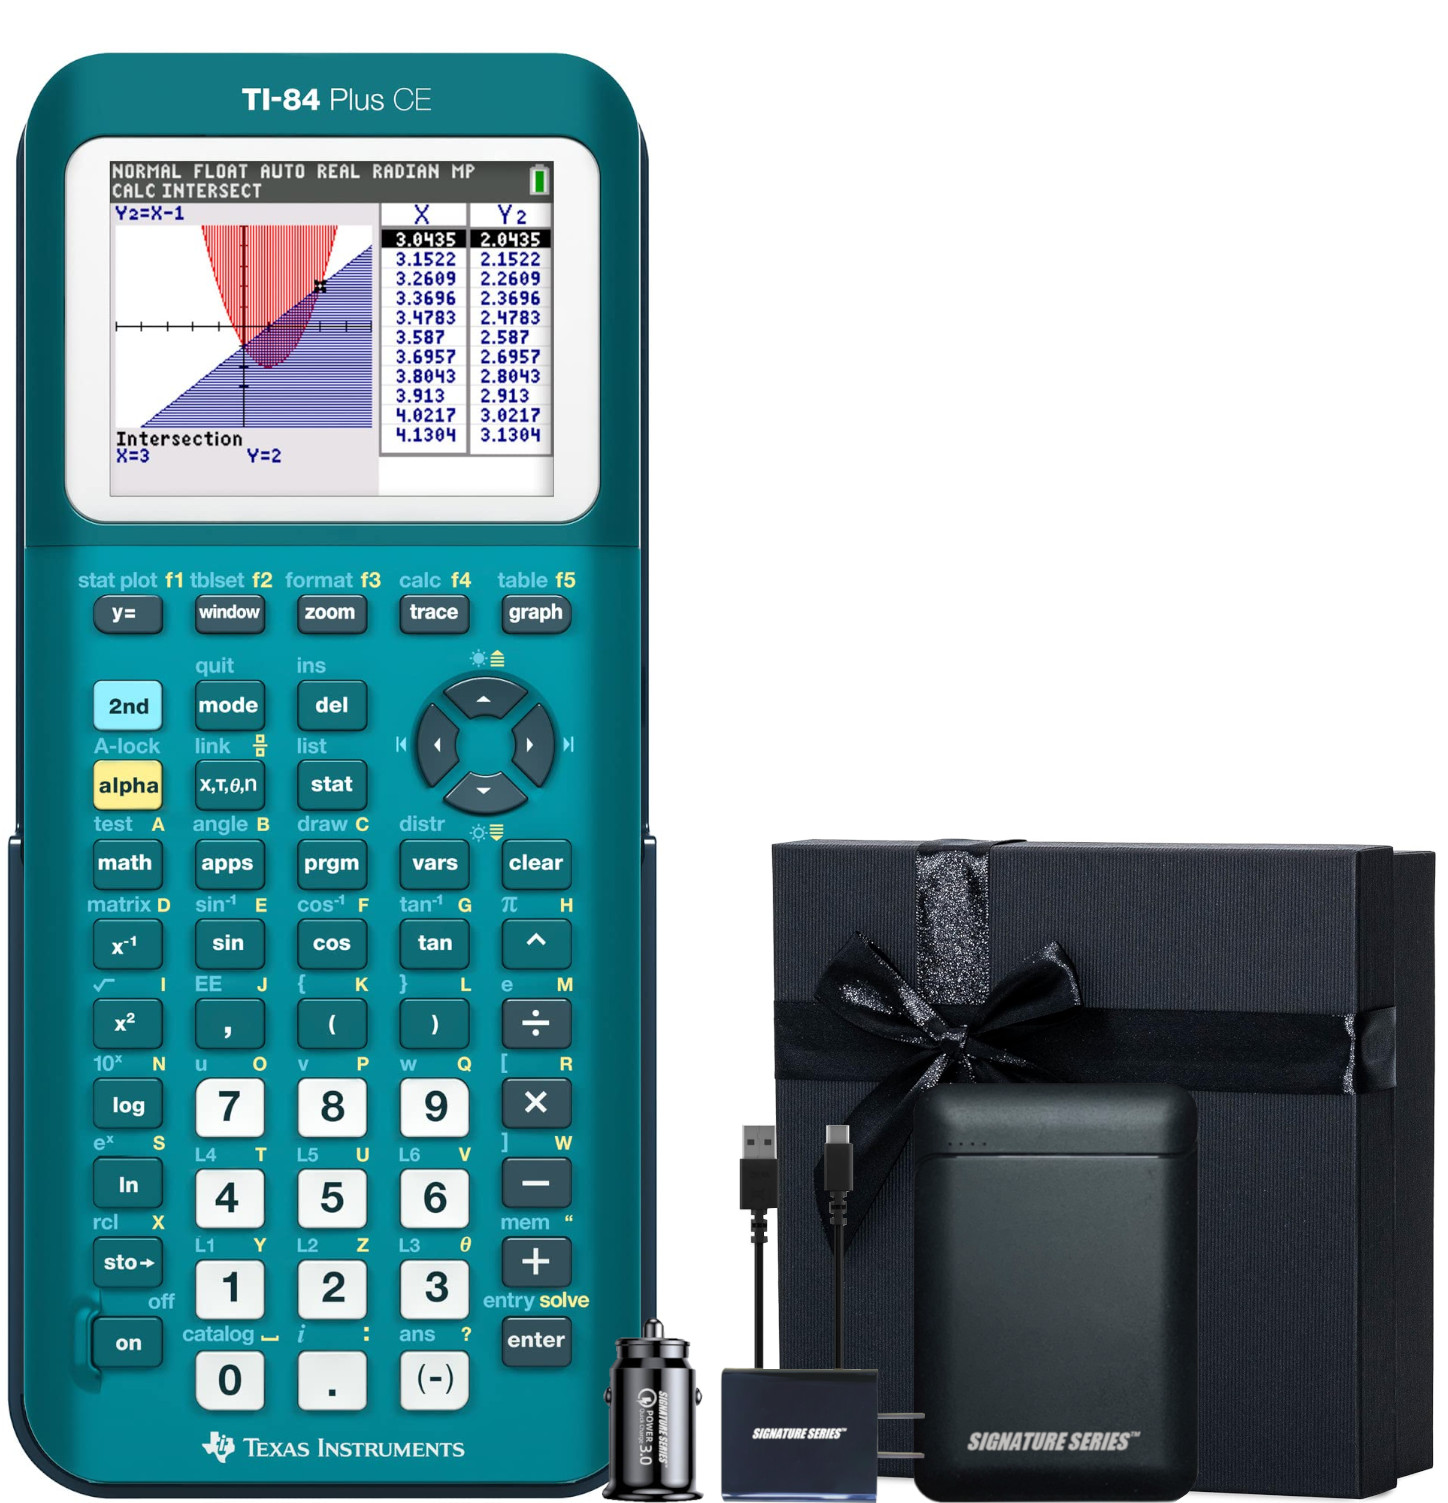 TI-84 Plus CE
NORMAL FLOAT AUTO REAL RADIAN MP
CALC INTERSECT
Y2=X-1
X Y2
3.0435 2.0435
3.1522 2.1522
3.2609 2.2609
3.3696 2.3696
3.4783 2.4783
3.587 2.587
3.6957 2.6957
3.8043 2.8043
3.913 2.913
4.0217 3.0217
4.1304 3.1304
Intersection
X=3 Y=2
stat plot f1 tblset f2 format f3 calc f4 table f5
y= window zoom trace graph
quit ins
2nd mode del
A-lock link list
alpha X,T,θ,n stat
test A angle B draw C distr
math apps prgm vars clear
matrix D sin-1 E cos-1 F tan-1 G π H
x-1 sin cos tan ^
√ I EE J { K } L e M
x2 , ( ) ÷
10x N u O v P w Q [ R
log 7 8 9 ×
ex S L4 T L5 U L6 V ] W
ln 4 5 6 −
rcl X L1 Y L2 Z L3 θ mem “
sto→ 1 2 3 +
off catalog i : ans ? entry solve
on 0 . (-) enter
TEXAS INSTRUMENTS
SIGNATURE SERIES™
POWER 3.0
Quick Charge
SIGNATURE SERIES™
SIGNATURE SERIES™